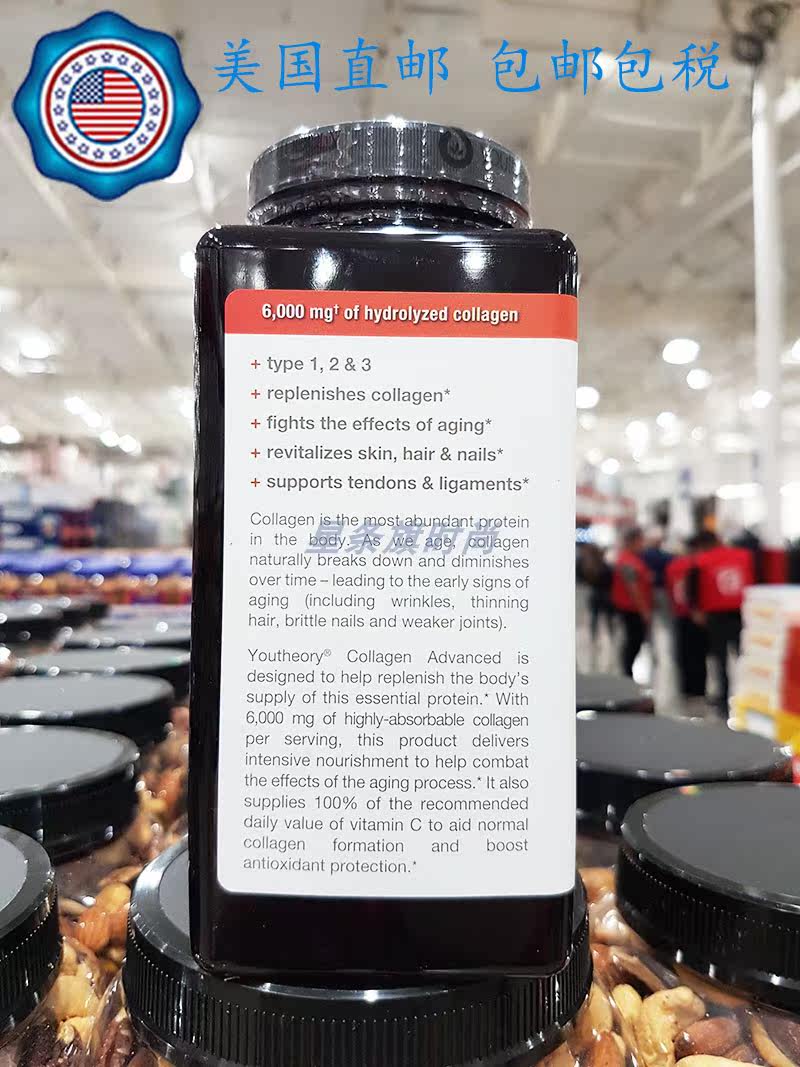 美国直邮 包邮包税
6,000 mg† of hydrolyzed collagen
+ type 1, 2 & 3
+ replenishes collagen*
+ fights the effects of aging*
+ revitalizes skin, hair & nails*
+ supports tendons & ligaments*
Collagen is the most abundant protein
in the body. As we age, collagen
naturally breaks down and diminishes
over time – leading to the early signs of
aging (including wrinkles, thinning
hair, brittle nails and weaker joints).
星条旗时尚
Youtheory® Collagen Advanced is
designed to help replenish the body's
supply of this essential protein.* With
6,000 mg of highly-absorbable collagen
per serving, this product delivers
intensive nourishment to help combat
the effects of the aging process.* It also
supplies 100% of the recommended
daily value of vitamin C to aid normal
collagen formation and boost
antioxidant protection.*